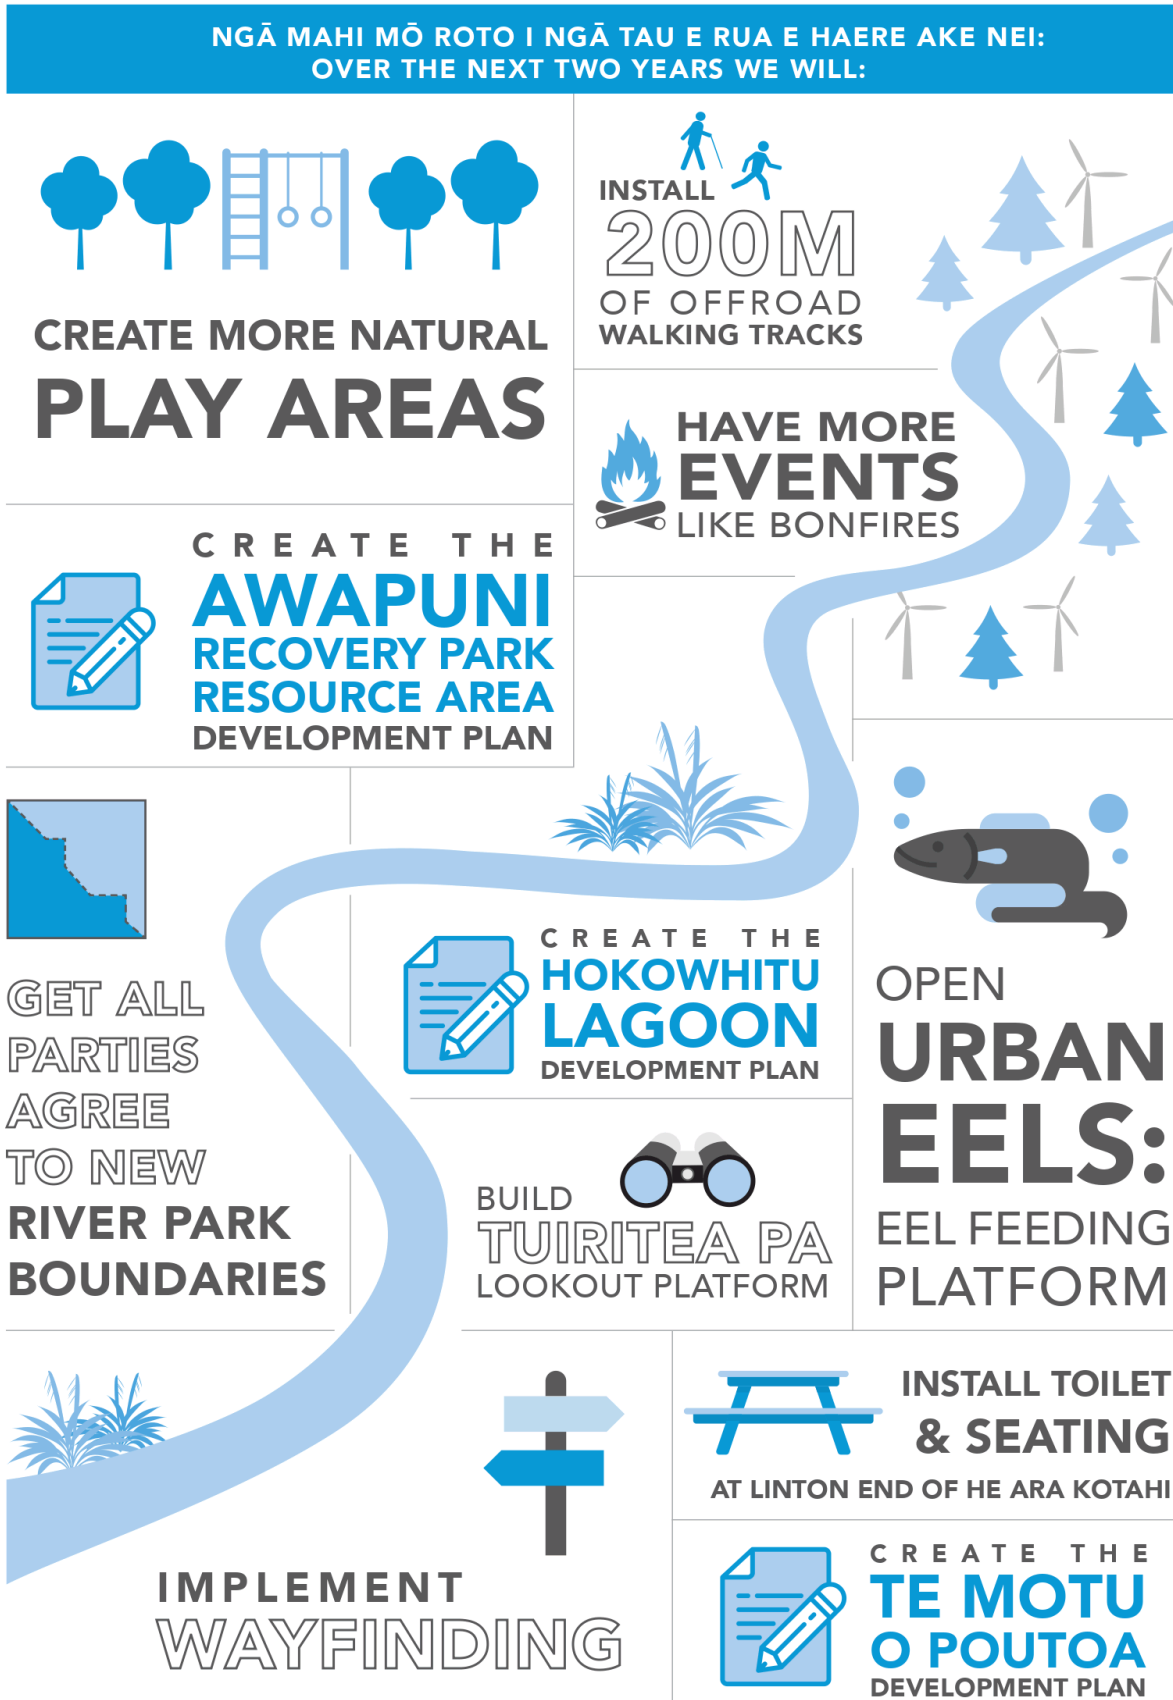 NGĀ MAHI MŌ ROTO I NGĀ TAU E RUA E HAERE AKE NEI:
OVER THE NEXT TWO YEARS WE WILL:
CREATE MORE NATURAL
PLAY AREAS
INSTALL
200M
OF OFFROAD
WALKING TRACKS
HAVE MORE
EVENTS
LIKE BONFIRES
CREATE THE
AWAPUNI
RECOVERY PARK
RESOURCE AREA
DEVELOPMENT PLAN
GET ALL
PARTIES
AGREE
TO NEW
RIVER PARK
BOUNDARIES
CREATE THE
HOKOWHITU
LAGOON
DEVELOPMENT PLAN
OPEN
URBAN
EELS:
EEL FEEDING
PLATFORM
BUILD
TUIRITEA PA
LOOKOUT PLATFORM
IMPLEMENT
WAYFINDING
INSTALL TOILET
& SEATING
AT LINTON END OF HE ARA KOTAHI
CREATE THE
TE MOTU
O POUTOA
DEVELOPMENT PLAN